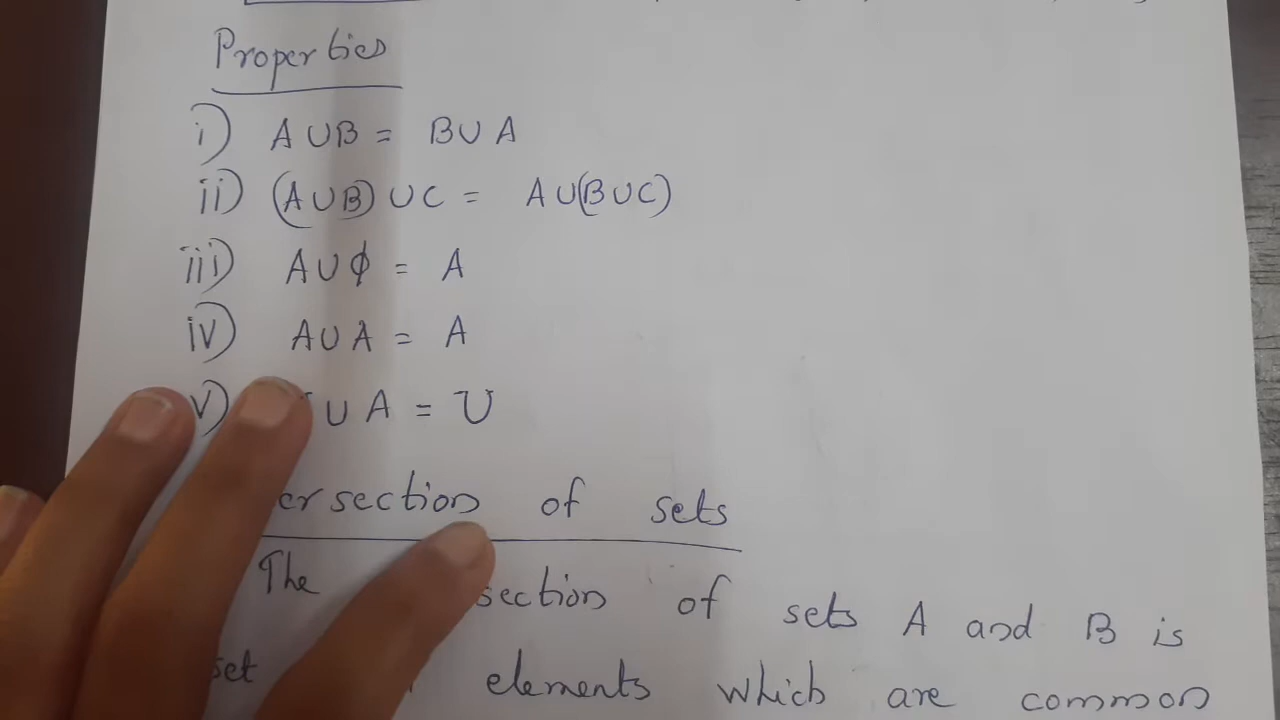 Properties
i) A∪B = B∪A
ii) (A∪B)∪C = A∪(B∪C)
iii) A∪ϕ = A
iv) A∪A = A
v) ∪ A = U
ersection of sets
The section of sets A and B is
set elements which are common